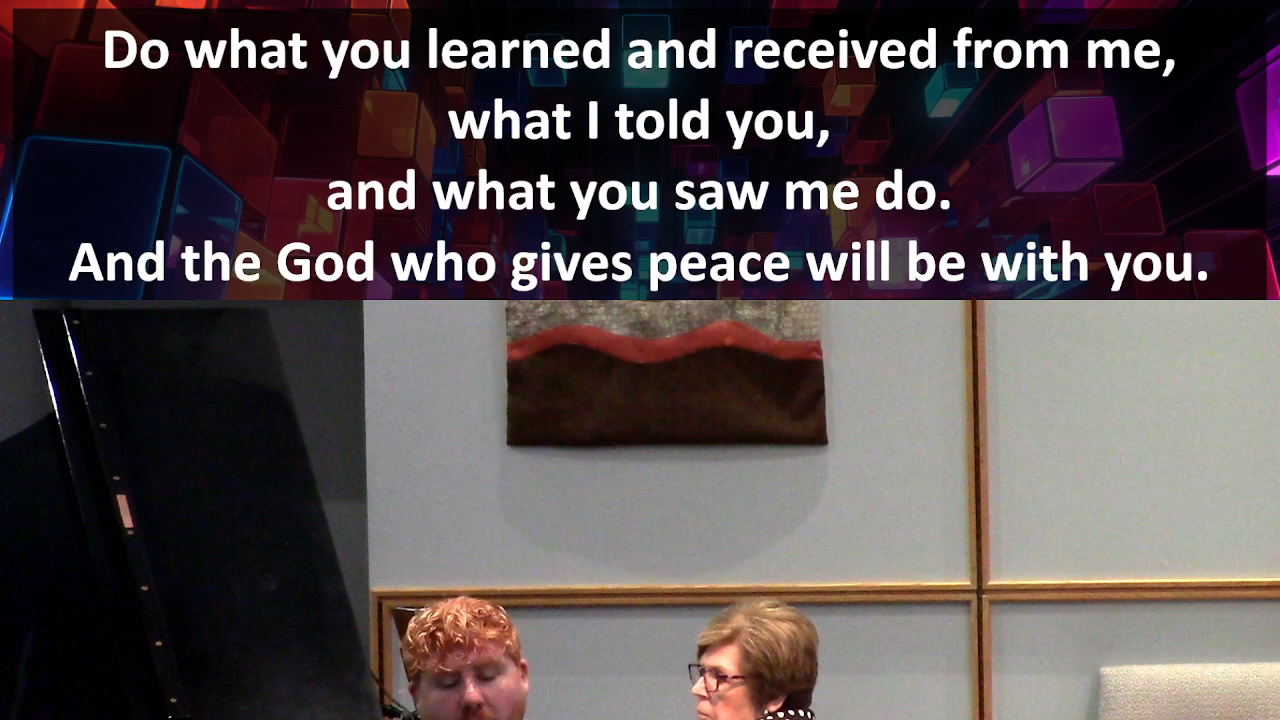 Do what you learned and received from me,
what I told you,
and what you saw me do.
And the God who gives peace will be with you.